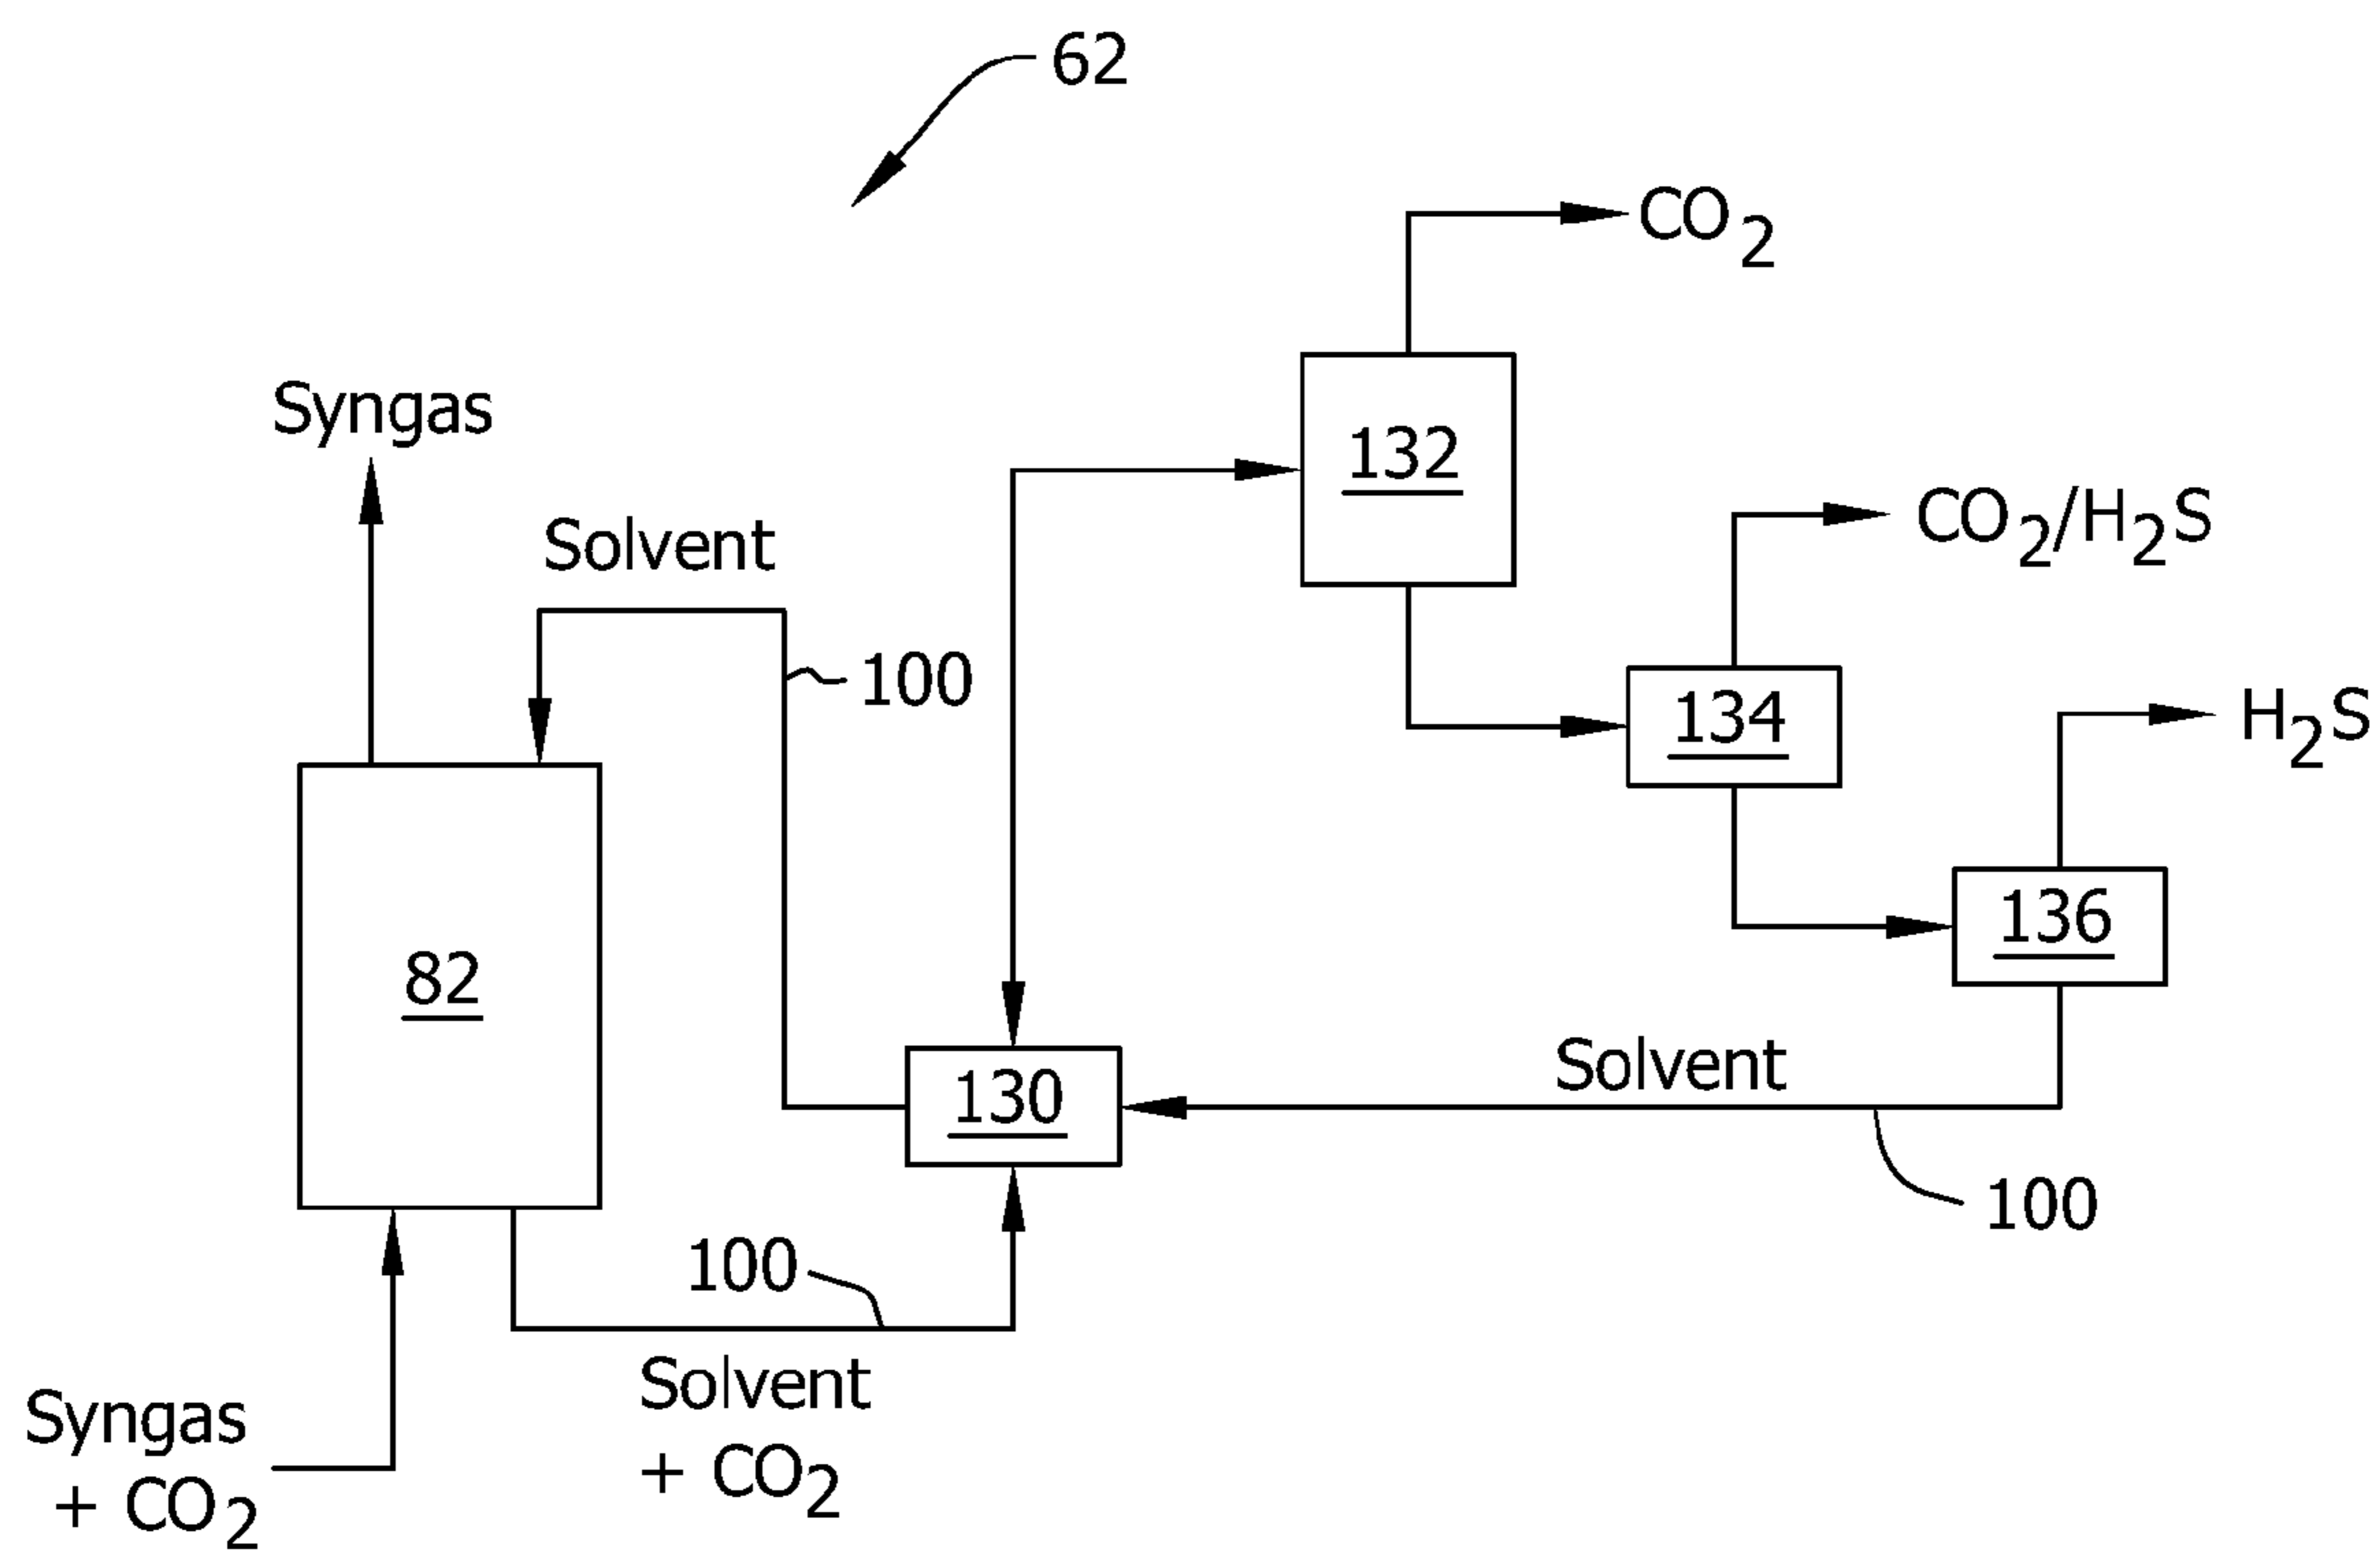 62
CO2
Syngas
132
Solvent
CO2/H2S
100
134
H2S
136
82
130
Solvent
100
100
Solvent
+ CO2
Syngas
+ CO2